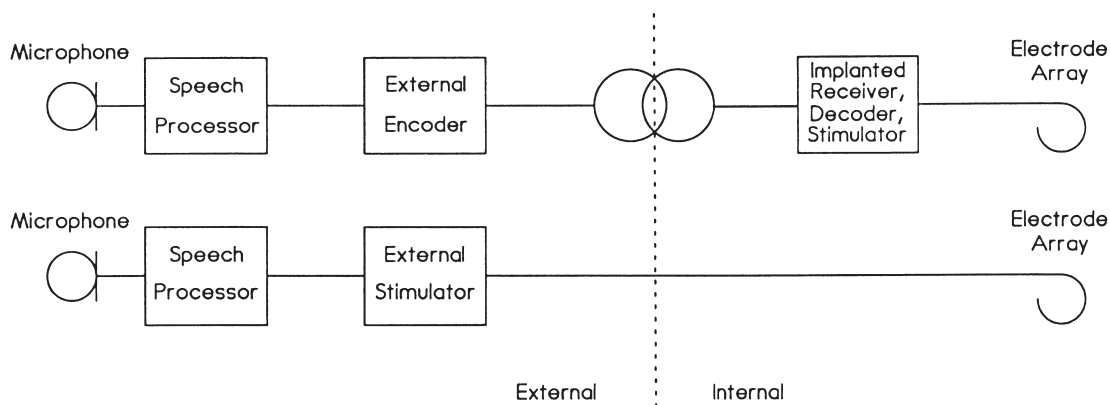 Microphone
Speech
Processor
External
Encoder
Implanted
Receiver,
Decoder,
Stimulator
Electrode
Array
Microphone
Speech
Processor
External
Stimulator
Electrode
Array
External
Internal